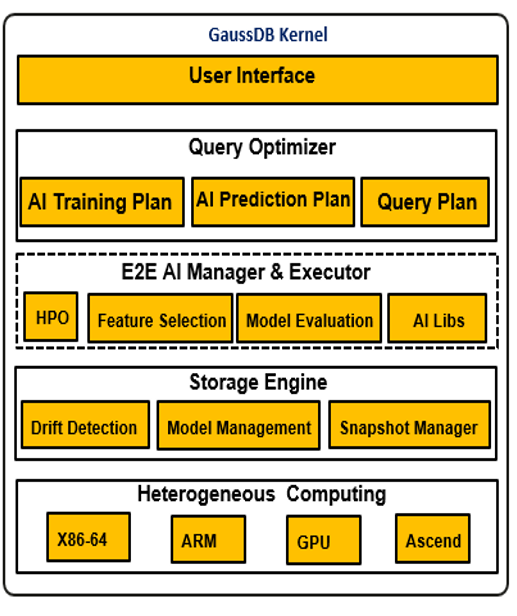 GaussDB Kernel
User Interface
Query Optimizer
AI Training Plan
AI Prediction Plan
Query Plan
E2E AI Manager & Executor
HPO
Feature Selection
Model Evaluation
AI Libs
Storage Engine
Drift Detection
Model Management
Snapshot Manager
Heterogeneous Computing
X86-64
ARM
GPU
Ascend